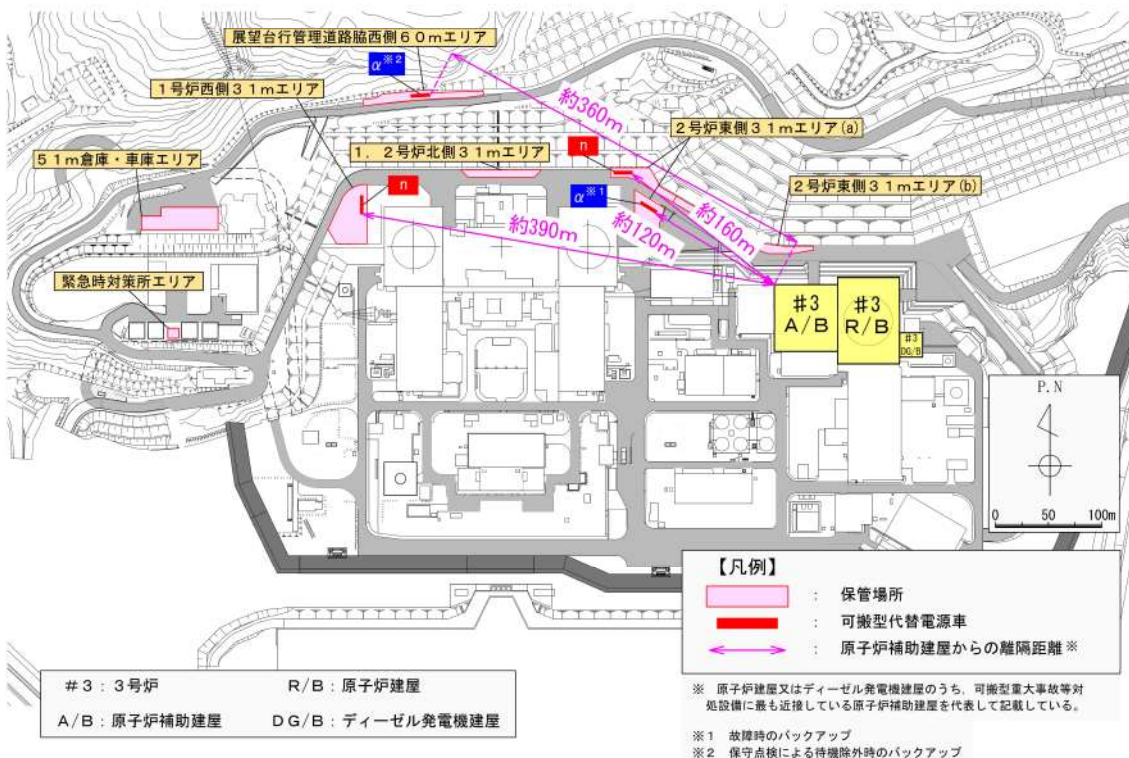 展望台行管理道路脇西側60mエリア
α※2
1号炉西側31mエリア
約360m
2号炉東側31mエリア(a)
n
1,2号炉北側31mエリア
51m倉庫・車庫エリア
n
α※1
2号炉東側31mエリア(b)
約390m
約120m
約160m
緊急時対策所エリア
#3
A/B
#3
R/B
#3
DG/B
P.N
0 50 100m
【凡例】
: 保管場所
: 可搬型代替電源車
: 原子炉補助建屋からの離隔距離※
#3:3号炉 R/B:原子炉建屋
A/B:原子炉補助建屋 DG/B:ディーゼル発電機建屋
※ 原子炉建屋又はディーゼル発電機建屋のうち,可搬型重大事故等対
処設備に最も近接している原子炉補助建屋を代表して記載している。
※1 故障時のバックアップ
※2 保守点検による待機除外時のバックアップ